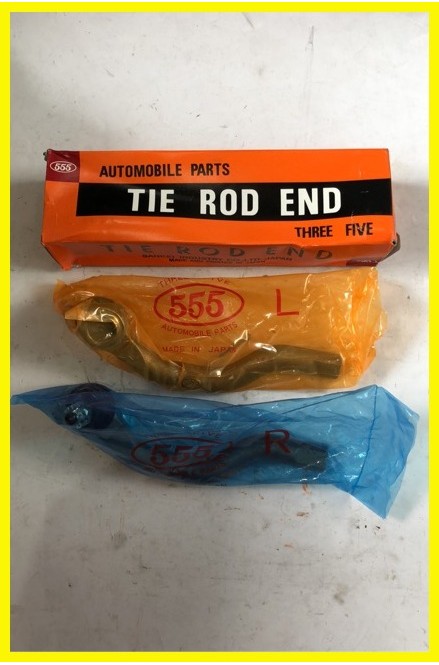 555
AUTOMOBILE PARTS
TIE ROD END
THREE FIVE
TIE ROD END
555
L
AUTOMOBILE PARTS
MADE IN JAPAN
555
R